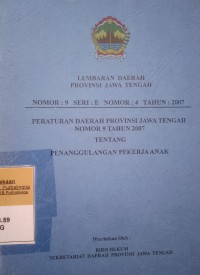 LEMBARAN DAERAH
PROVINSI JAWA TENGAH
NOMOR : 9 SERI : E NOMOR : 4 TAHUN : 2007
PERATURAN DAERAH PROVINSI JAWA TENGAH
NOMOR 9 TAHUN 2007
TENTANG
PENANGGULANGAN PEKERJA ANAK
Diterbitkan Oleh :
BIRO HUKUM
SEKRETARIAT DAERAH PROVINSI JAWA TENGAH